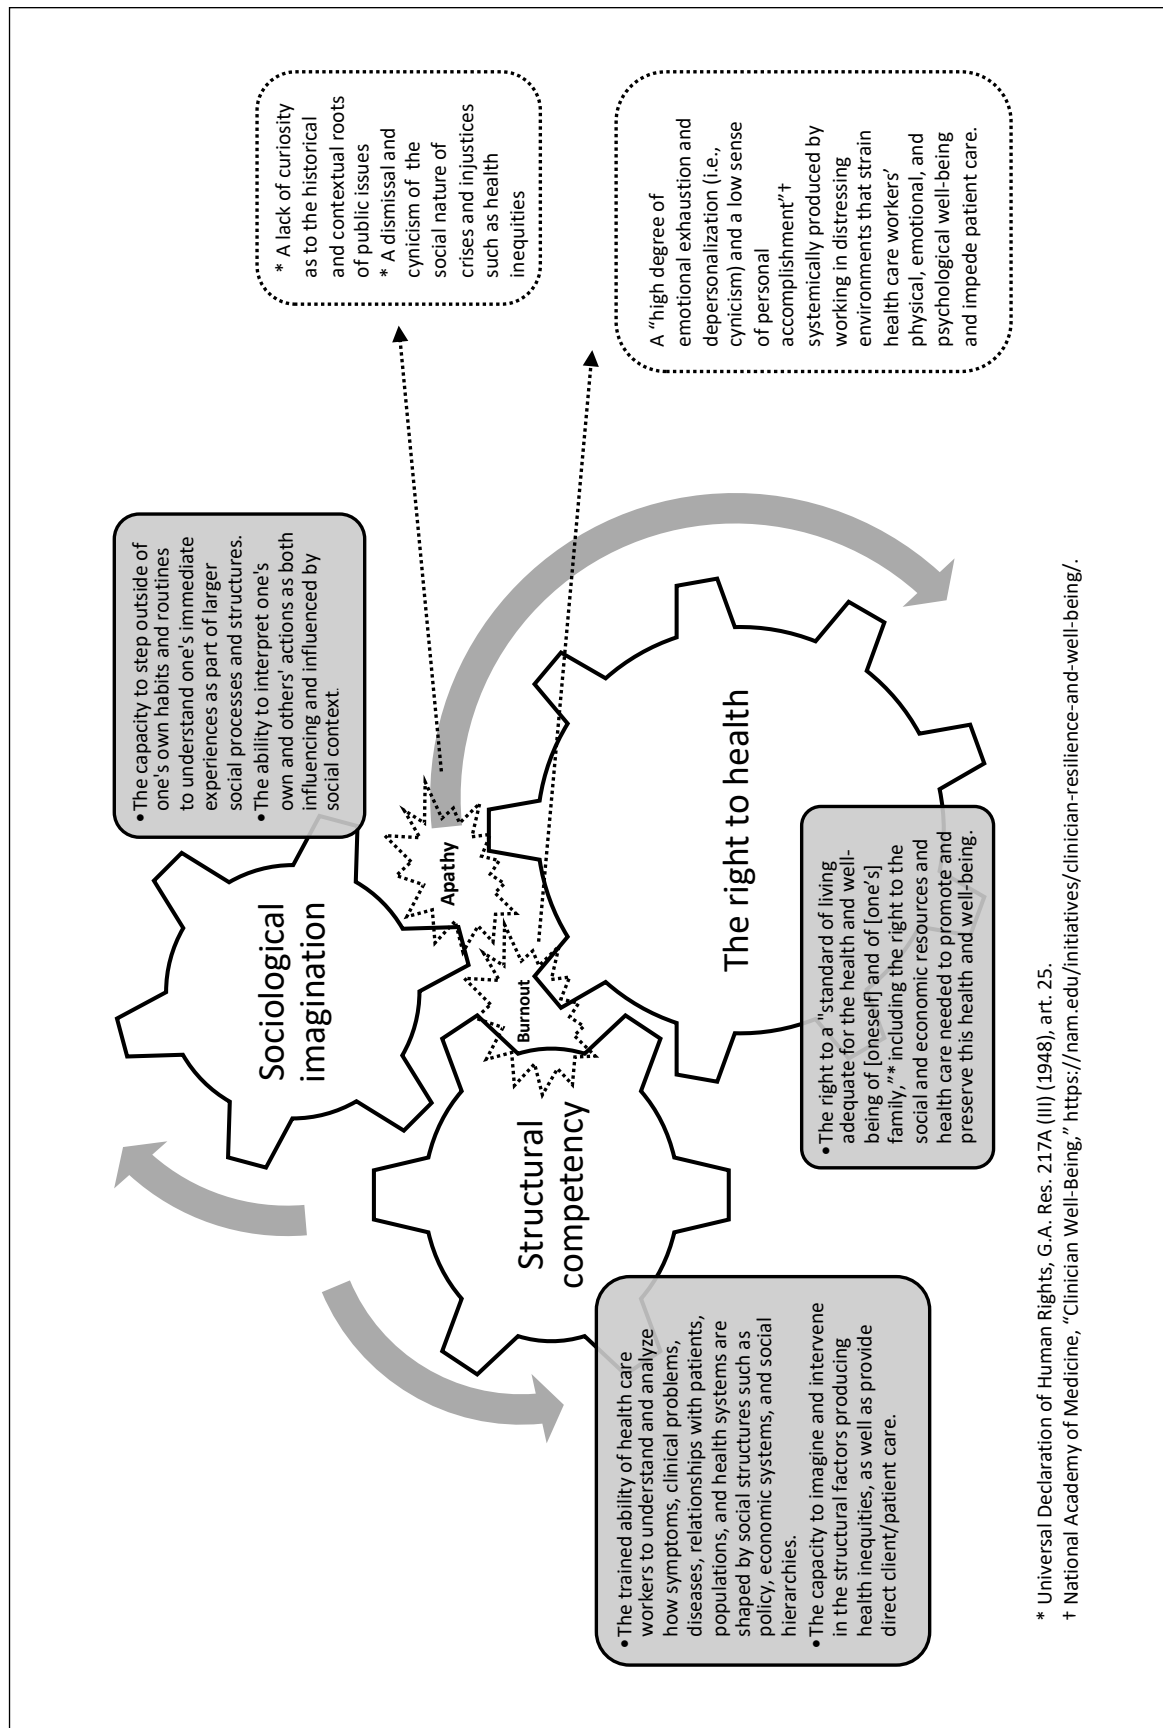 • The capacity to step outside of
one's own habits and routines
to understand one's immediate
experiences as part of larger
social processes and structures.
• The ability to interpret one's
own and others' actions as both
influencing and influenced by
social context.
* A lack of curiosity
as to the historical
and contextual roots
of public issues
* A dismissal and
cynicism of the
social nature of
crises and injustices
such as health
inequities
Sociological
imagination
Apathy
Burnout
Structural
competency
A “high degree of
emotional exhaustion and
depersonalization (i.e.,
cynicism) and a low sense
of personal
accomplishment”†
systemically produced by
working in distressing
environments that strain
health care workers’
physical, emotional, and
psychological well-being
and impede patient care.
• The trained ability of health care
workers to understand and analyze
how symptoms, clinical problems,
diseases, relationships with patients,
populations, and health systems are
shaped by social structures such as
policy, economic systems, and social
hierarchies.
• The capacity to imagine and intervene
in the structural factors producing
health inequities, as well as provide
direct client/patient care.
The right to health
• The right to a "standard of living
adequate for the health and well-
being of [oneself] and of [one’s]
family,"* including the right to the
social and economic resources and
health care needed to promote and
preserve this health and well-being.
* Universal Declaration of Human Rights, G.A. Res. 217A (III) (1948), art. 25.
† National Academy of Medicine, “Clinician Well-Being,” https://nam.edu/initiatives/clinician-resilience-and-well-being/.